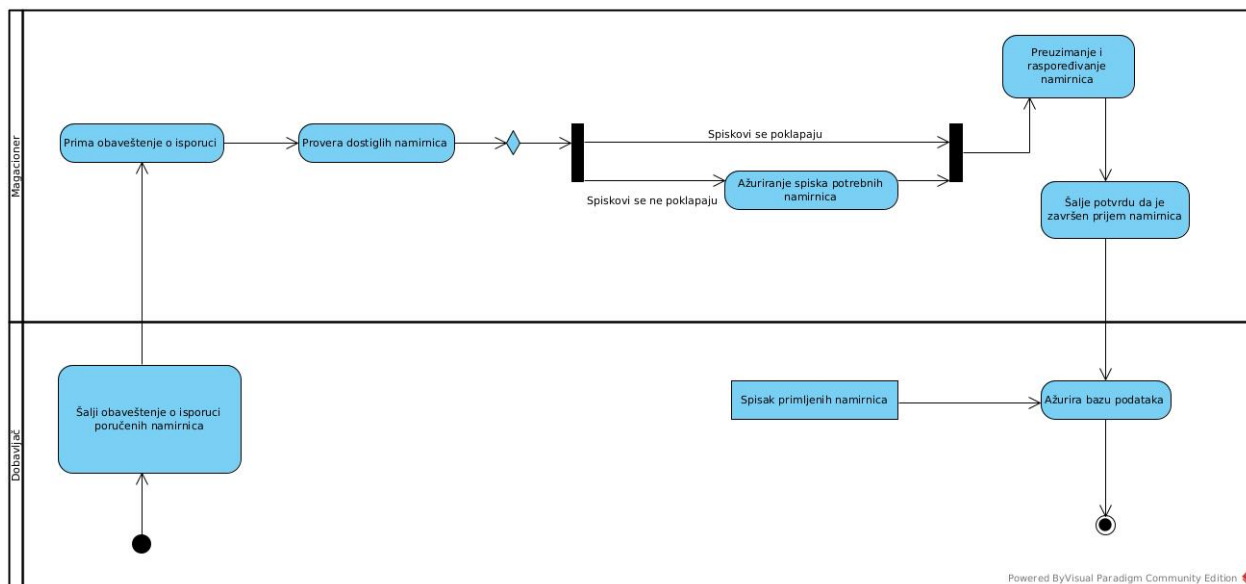 Magacioner
Preuzimanje i
raspoređivanje
namirnica
Prima obaveštenje o isporuci
Provera dostiglih namirnica
Spiskovi se poklapaju
Spiskovi se ne poklapaju
Ažuriranje spiska potrebnih
namirnica
Šalje potvrdu da je
završen prijem namirnica
Dobavljač
Šalji obaveštenje o isporuci
poručenih namirnica
Spisak primljenih namirnica
Ažurira bazu podataka
Powered ByVisual Paradigm Community Edition